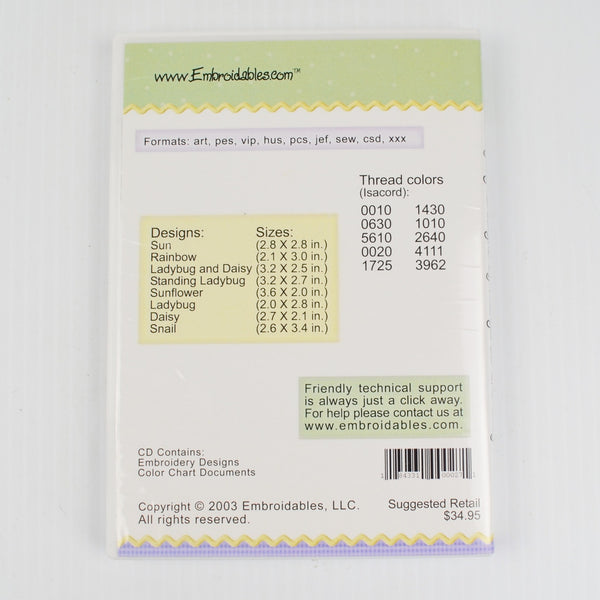 www.Embroidables.com™
Formats: art, pes, vip, hus, pcs, jef, sew, csd, xxx
Thread colors
(Isacord):
0010 1430
0630 1010
5610 2640
0020 4111
1725 3962
Designs: Sizes:
Sun (2.8 X 2.8 in.)
Rainbow (2.1 X 3.0 in.)
Ladybug and Daisy (3.2 X 2.5 in.)
Standing Ladybug (3.2 X 2.7 in.)
Sunflower (3.6 X 2.0 in.)
Ladybug (2.0 X 2.8 in.)
Daisy (2.7 X 2.1 in.)
Snail (2.6 X 3.4 in.)
Friendly technical support
is always just a click away.
For help please contact us at
www.embroidables.com.
CD Contains:
Embroidery Designs
Color Chart Documents
Copyright © 2003 Embroidables, LLC.
All rights reserved.
Suggested Retail
$34.95